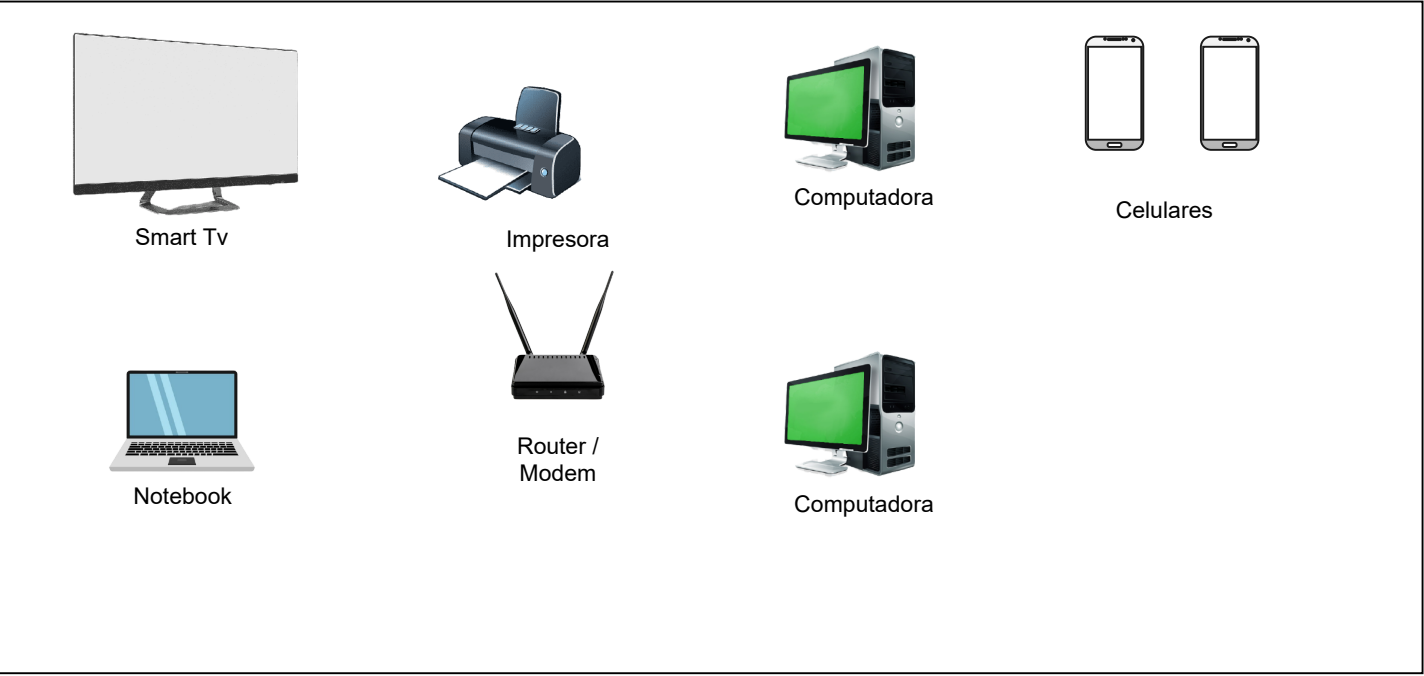 Smart Tv
Impresora
Computadora
Celulares
Notebook
Router /
Modem
Computadora